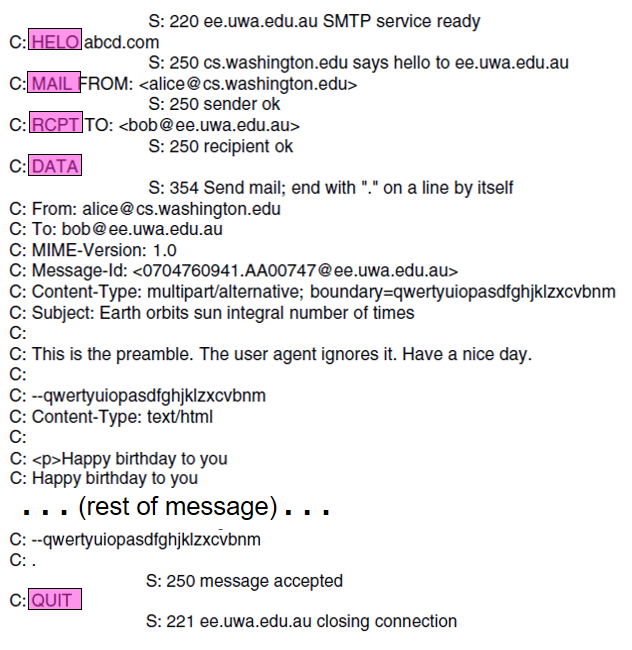 S: 220 ee.uwa.edu.au SMTP service ready
C: HELO abcd.com
S: 250 cs.washington.edu says hello to ee.uwa.edu.au
C: MAIL FROM: <alice@cs.washington.edu>
S: 250 sender ok
C: RCPT TO: <bob@ee.uwa.edu.au>
S: 250 recipient ok
C: DATA
S: 354 Send mail; end with "." on a line by itself
C: From: alice@cs.washington.edu
C: To: bob@ee.uwa.edu.au
C: MIME-Version: 1.0
C: Message-Id: <0704760941.AA00747@ee.uwa.edu.au>
C: Content-Type: multipart/alternative; boundary=qwertyuiopasdfghjklzxcvbnm
C: Subject: Earth orbits sun integral number of times
C:
C: This is the preamble. The user agent ignores it. Have a nice day.
C:
C: --qwertyuiopasdfghjklzxcvbnm
C: Content-Type: text/html
C:
C: <p>Happy birthday to you
C: Happy birthday to you
. . . (rest of message) . . .
C: --qwertyuiopasdfghjklzxcvbnm
C: .
S: 250 message accepted
C: QUIT
S: 221 ee.uwa.edu.au closing connection